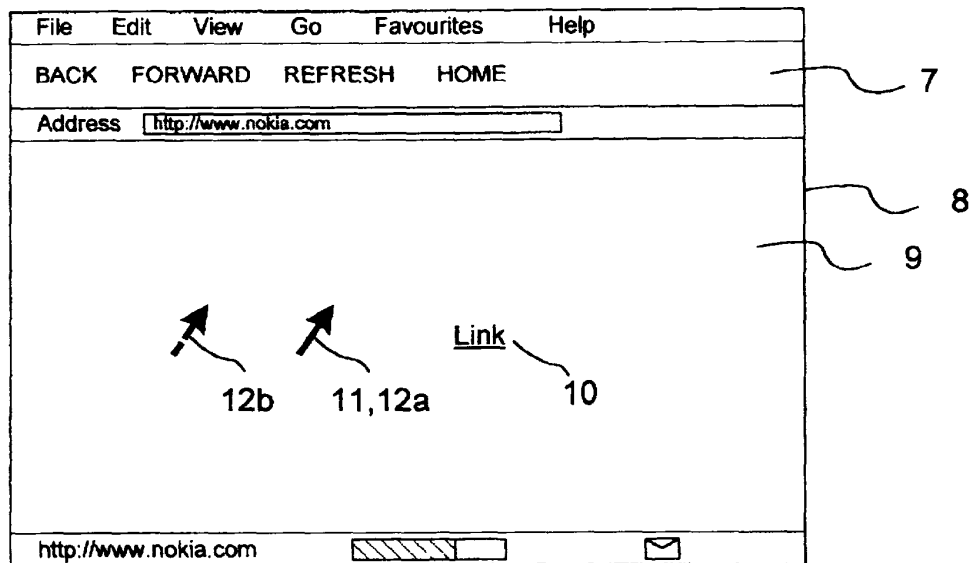 File Edit View Go Favourites Help
BACK FORWARD REFRESH HOME
7
Address http://www.nokia.com
8
9
Link
12b 11,12a 10
http://www.nokia.com